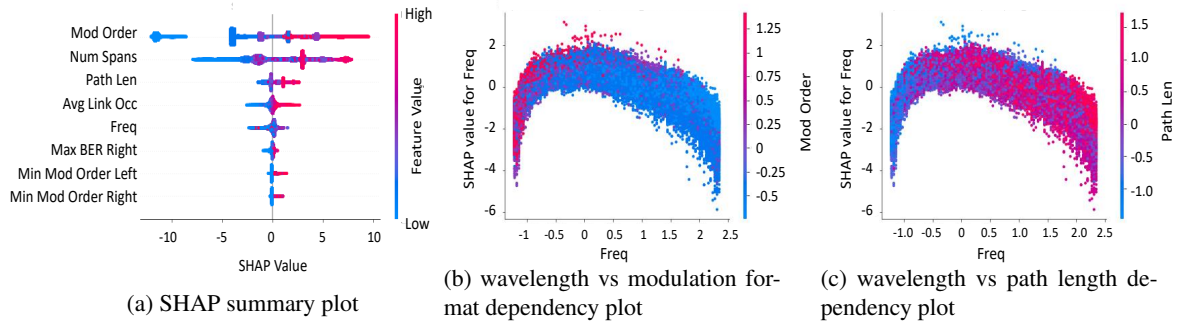 Mod Order
Num Spans
Path Len
Avg Link Occ
Freq
Max BER Right
Min Mod Order Left
Min Mod Order Right
-10
-5
0
5
10
SHAP Value
High
Feature Value
Low
(a) SHAP summary plot
SHAP value for Freq
2
0
-2
-4
-6
-1
0
0.5
1
1.5
2
2.5
Freq
1.25
1
0.75
0.5
0.25
0
-0.25
-0.5
Mod Order
(b) wavelength vs modulation for-
mat dependency plot
SHAP value for Freq
2
0
-2
-4
-6
-1.0
-0.5
0
0.5
1
1.5
2
2.5
Freq
1.5
1.0
0.5
0
-0.5
-1.0
Path Len
(c) wavelength vs path length de-
pendency plot